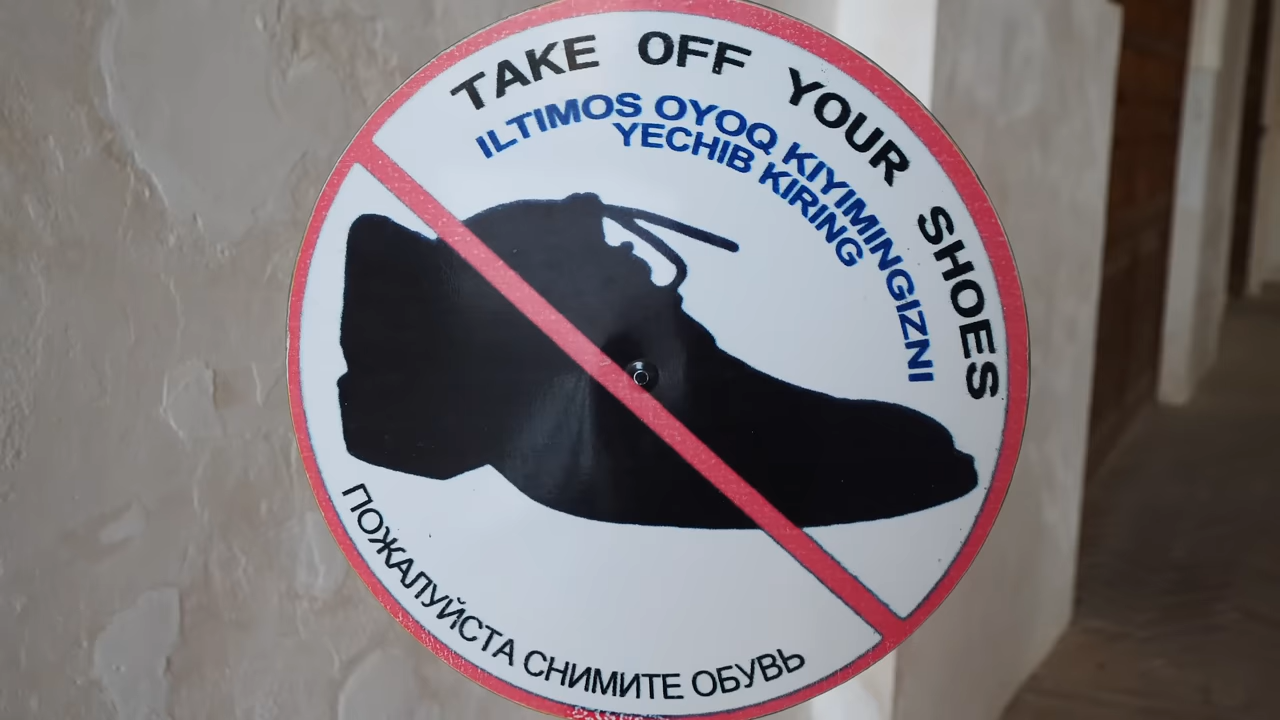 TAKE OFF YOUR SHOES
ILTIMOS OYOQ KIYIMINGIZNI
YECHIB KIRING
ПОЖАЛУЙСТА СНИМИТЕ ОБУВЬ